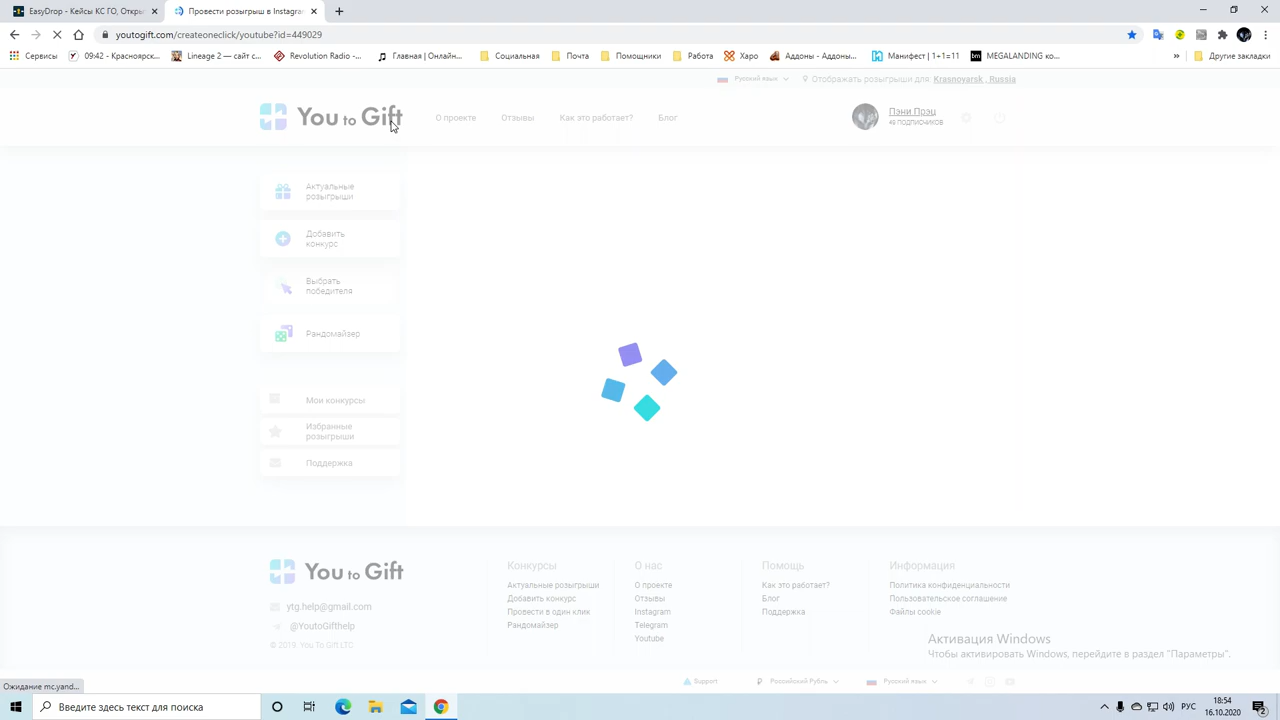 EasyDrop - Кейсы КС ГО, Откры
Провести розыгрыш в Instagram
youtogift.com/createoneclick/youtube?id=449029
Сервисы
09:42 - Красноярск...
Lineage 2 — сайт с...
Revolution Radio -...
Главная | Онлайн...
Социальная
Почта
Помощники
Работа
Харо
Аддоны - Аддоны...
Манифест | 1+1=11
MEGALANDING ко...
»
Другие закладки
Русский язык
Отображать розыгрыши для: Krasnoyarsk , Russia
You to Gift
О проекте
Отзывы
Как это работает?
Блог
Пэни Прэц
49 ПОДПИСЧИКОВ
Актуальные
розыгрыши
Добавить
конкурс
Выбрать
победителя
Рандомайзер
Мои конкурсы
Избранные
розыгрыши
Поддержка
You to Gift
ytg.help@gmail.com
@YoutoGifthelp
© 2019, You To Gift LTC
Конкурсы
Актуальные розыгрыши
Добавить конкурс
Провести в один клик
Рандомайзер
О нас
О проекте
Отзывы
Instagram
Telegram
Youtube
Помощь
Как это работает?
Блог
Поддержка
Информация
Политика конфиденциальности
Пользовательское соглашение
Файлы cookie
Активация Windows
Чтобы активировать Windows, перейдите в раздел "Параметры".
Ожидание mc.yand...
Support
₽ Российский Рубль
Русский язык
Введите здесь текст для поиска
РУС
18:54
16.10.2020
2